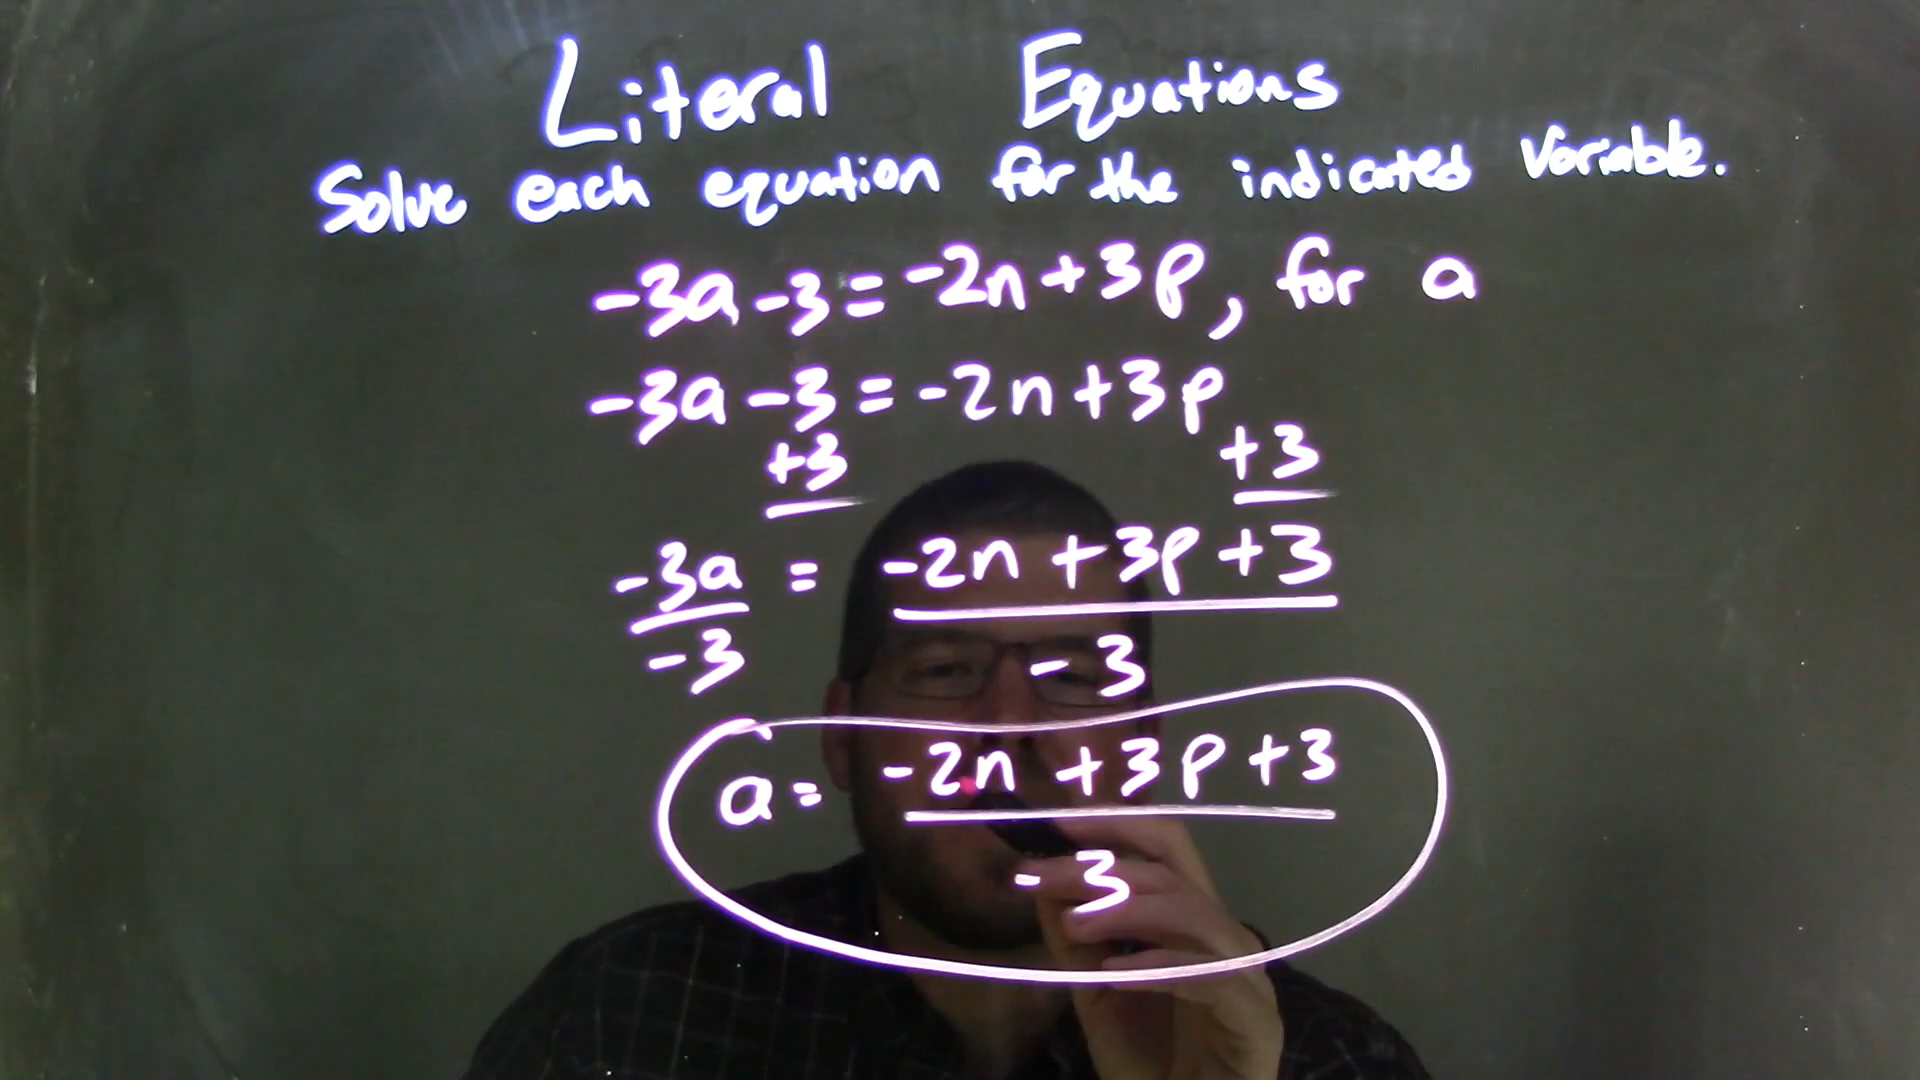 Literal Equations
Solve each equation for the indicated variable.
-3a-3=-2n+3p, for a
-3a-3=-2n+3p
+3 +3
-3a = -2n+3p+3
-3 -3
a= -2n+3p+3
-3